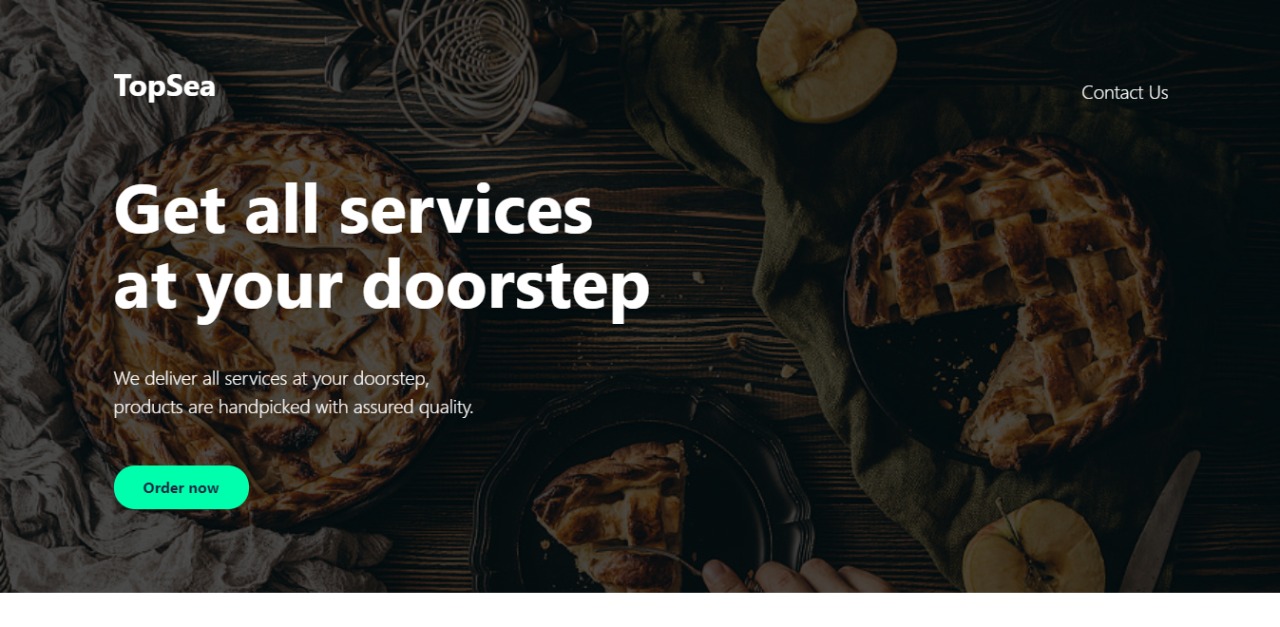 TopSea
Contact Us
Get all services
at your doorstep
We deliver all services at your doorstep,
products are handpicked with assured quality.
Order now